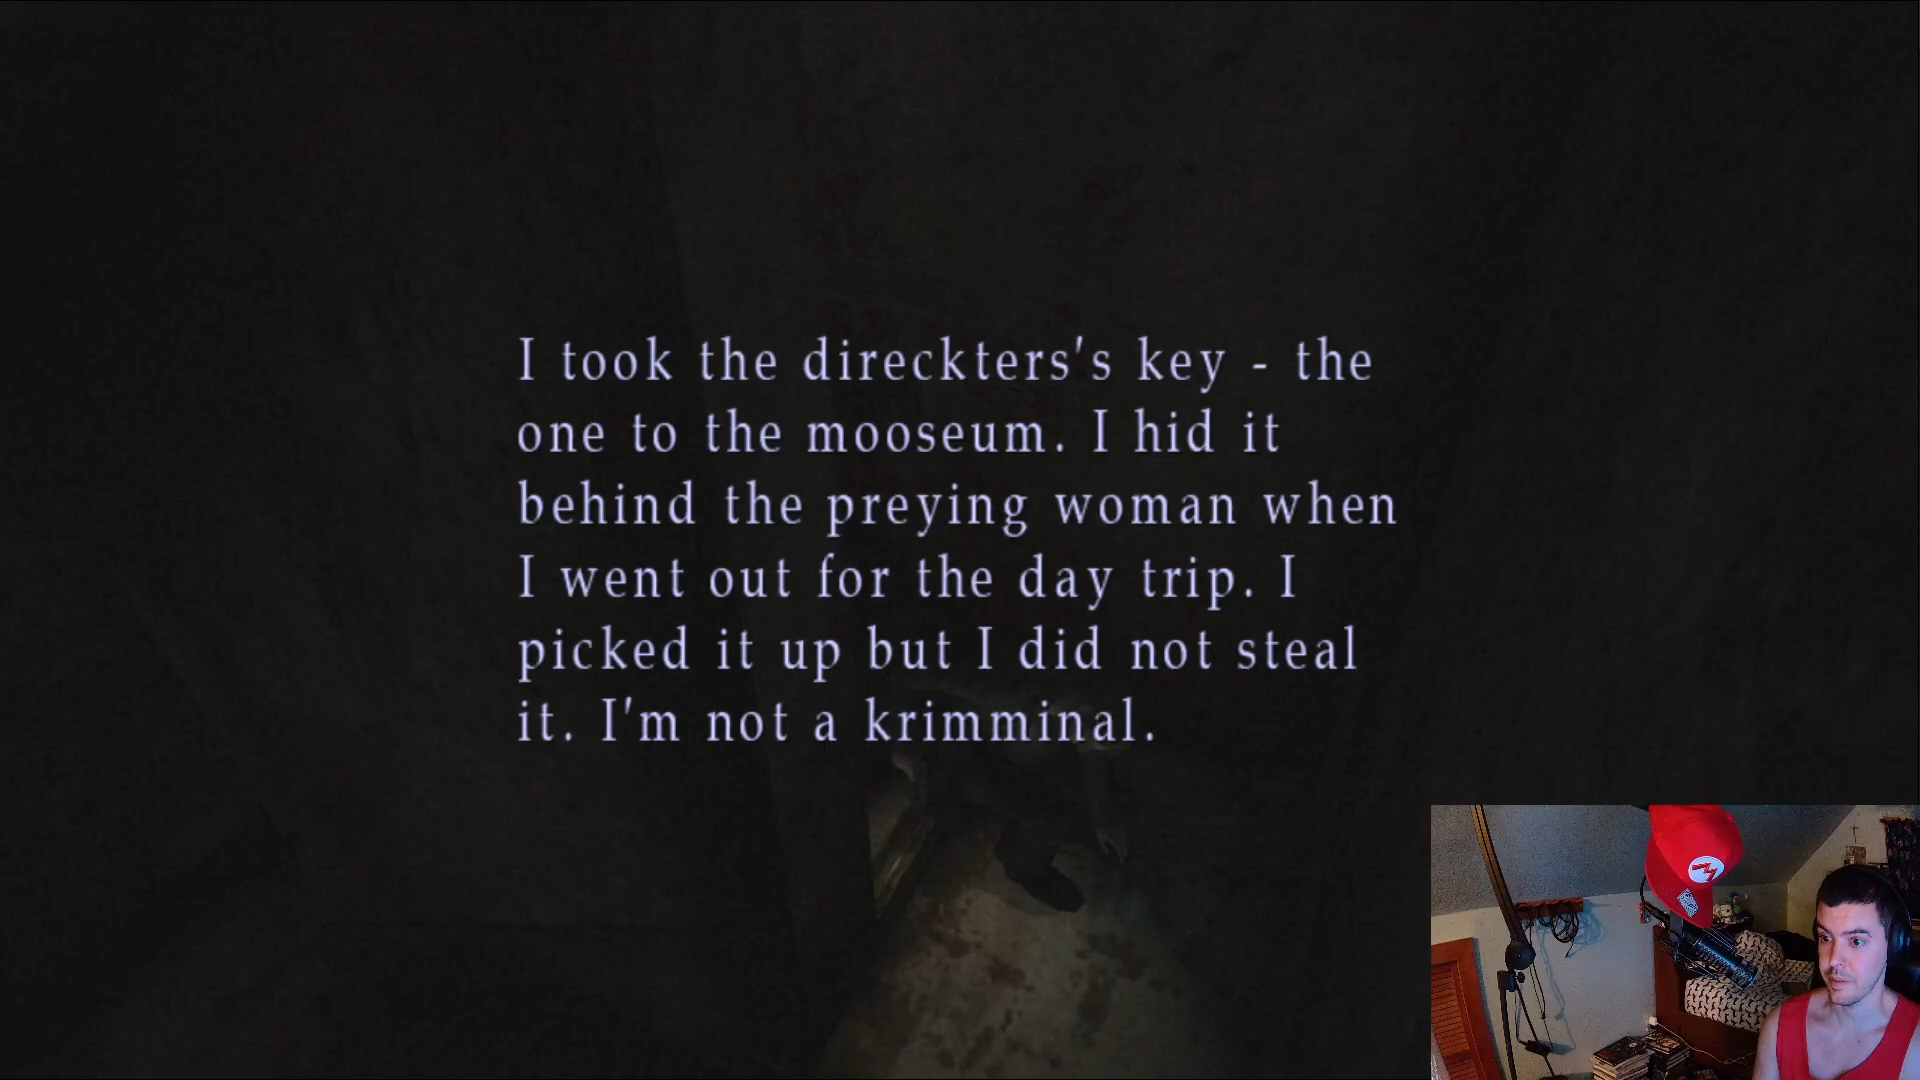 I took the direckters's key - the
one to the mooseum. I hid it
behind the preying woman when
I went out for the day trip. I
picked it up but I did not steal
it. I'm not a krimminal.